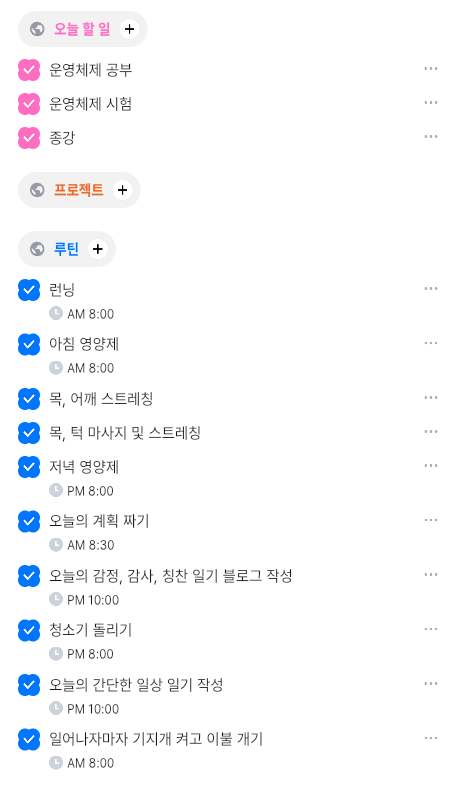 오늘 할 일 +
운영체제 공부
운영체제 시험
종강
프로젝트 +
루틴 +
런닝
AM 8:00
아침 영양제
AM 8:00
목, 어깨 스트레칭
목, 턱 마사지 및 스트레칭
저녁 영양제
PM 8:00
오늘의 계획 짜기
AM 8:30
오늘의 감정, 감사, 칭찬 일기 블로그 작성
PM 10:00
청소기 돌리기
PM 8:00
오늘의 간단한 일상 일기 작성
PM 10:00
일어나자마자 기지개 켜고 이불 개기
AM 8:00